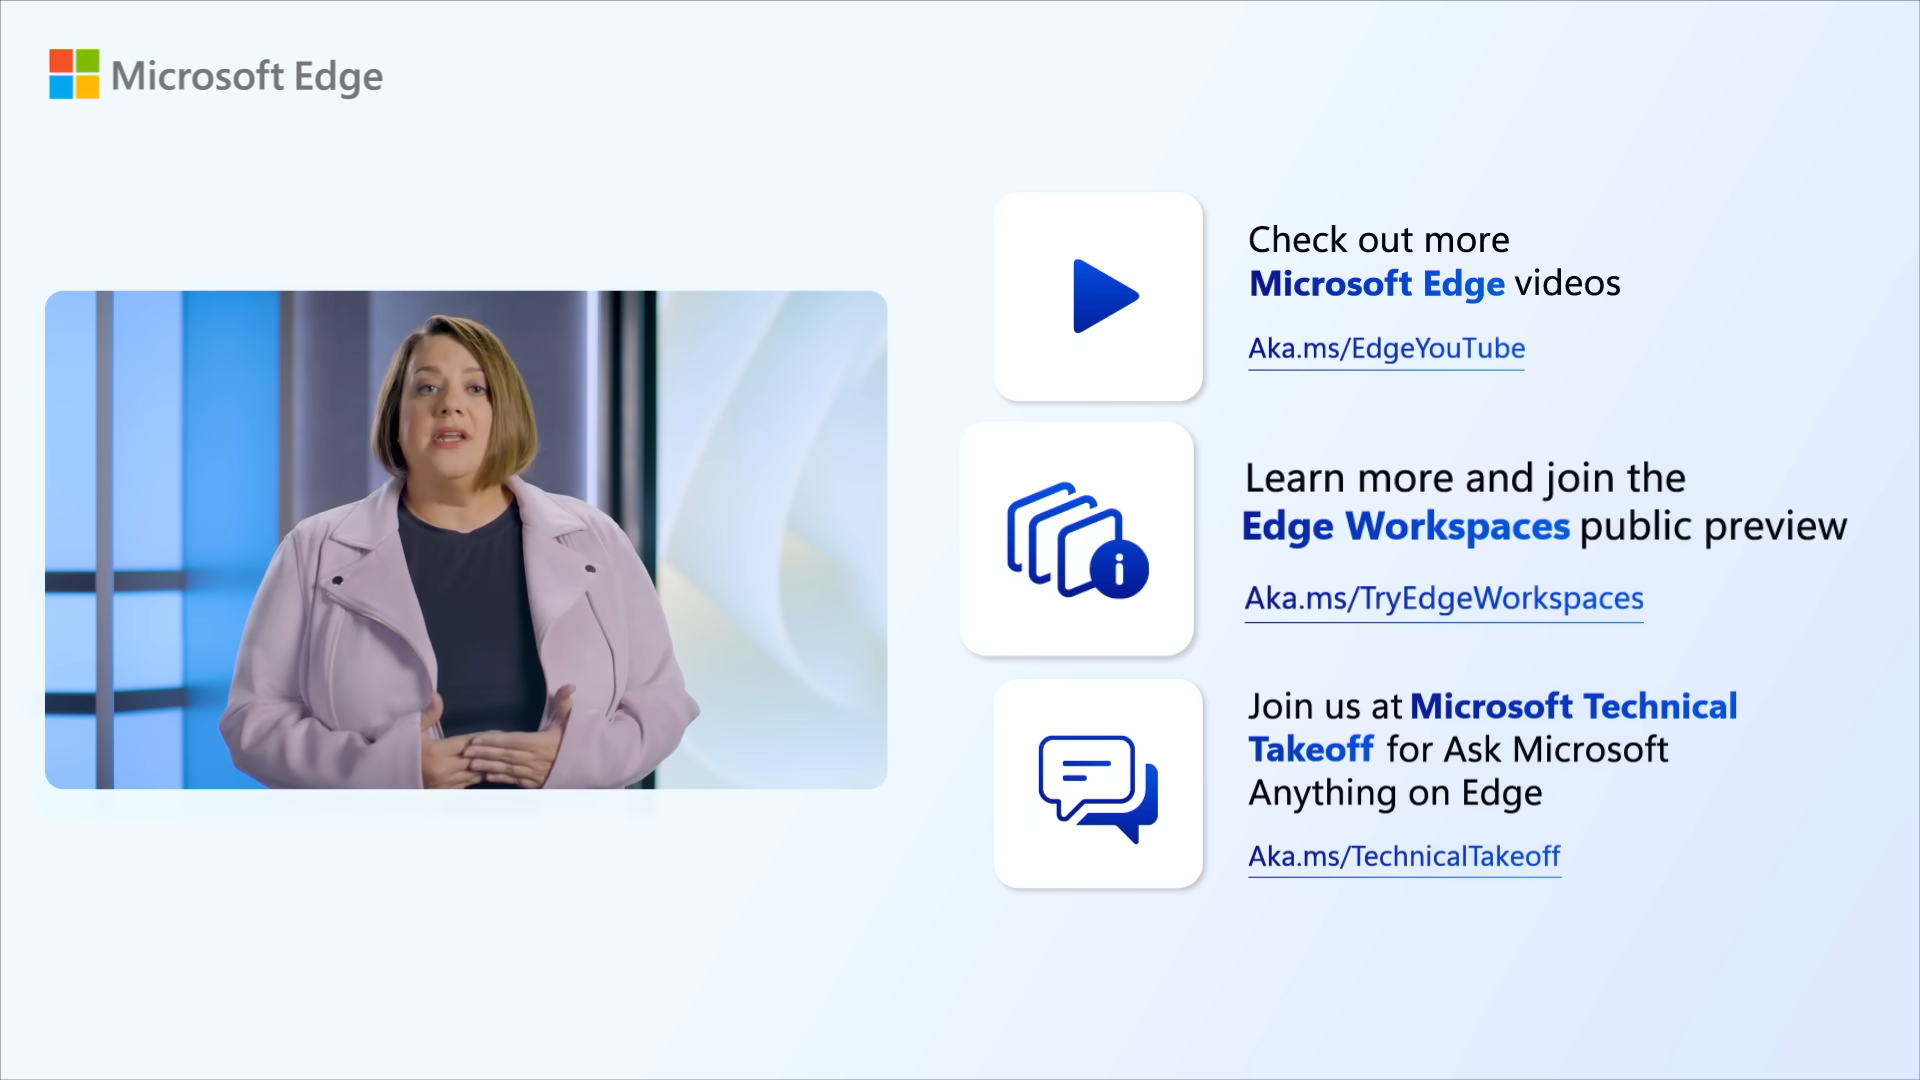 Microsoft Edge
Check out more
Microsoft Edge videos
Aka.ms/EdgeYouTube
Learn more and join the
Edge Workspaces public preview
Aka.ms/TryEdgeWorkspaces
Join us at Microsoft Technical
Takeoff for Ask Microsoft
Anything on Edge
Aka.ms/TechnicalTakeoff